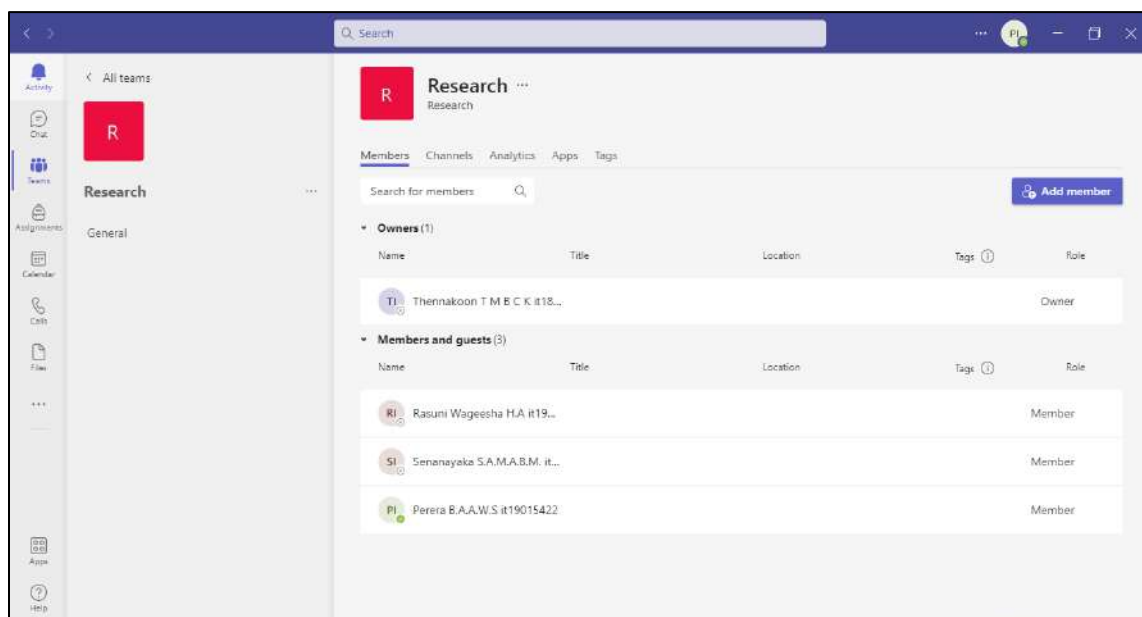 Search
PI
Activity
Chat
Teams
Assignments
Calendar
Calls
Files
Apps
Help
All teams
R
Research
General
R
Research
Research
Members Channels Analytics Apps Tags
Search for members
Add member
Owners (1)
Name Title Location Tags Role
TI Thennakoon T M B C K it18... Owner
Members and guests (3)
Name Title Location Tags Role
RI Rasuni Wageesha H.A it19... Member
SI Senanayaka S.A.M.A.B.M. it... Member
PI Perera B.A.A.W.S it19015422 Member